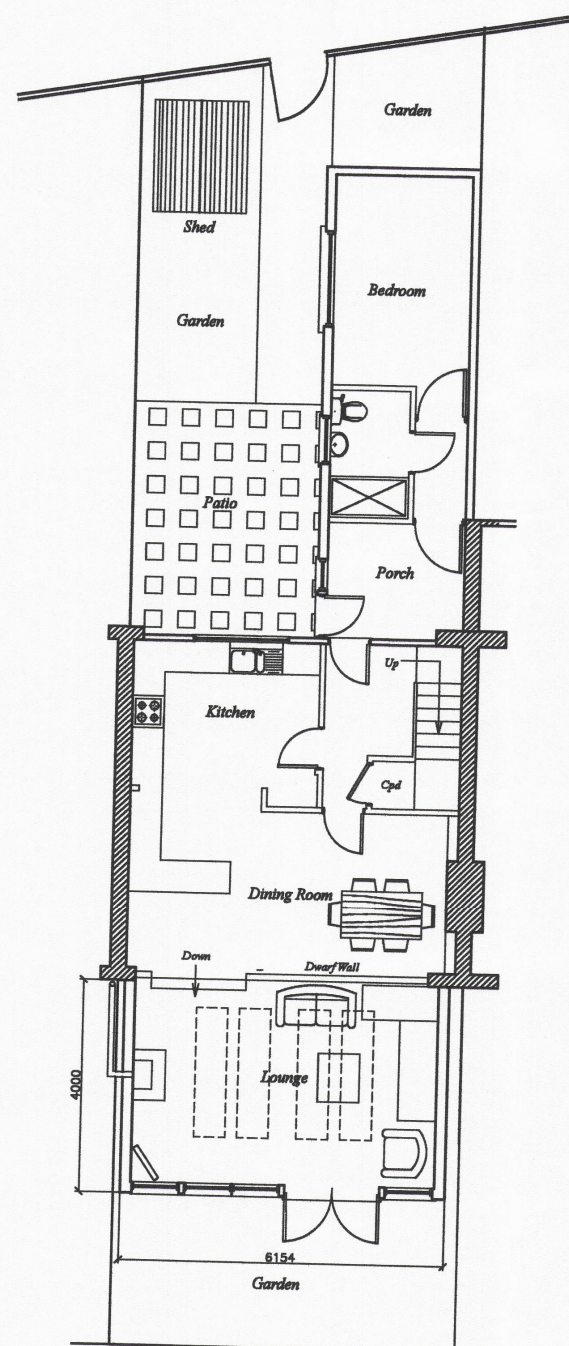 Garden
Shed
Bedroom
Garden
Patio
Porch
Up
Kitchen
Cpd
Dining Room
Down
Dwarf Wall
Lounge
4000
6154
Garden